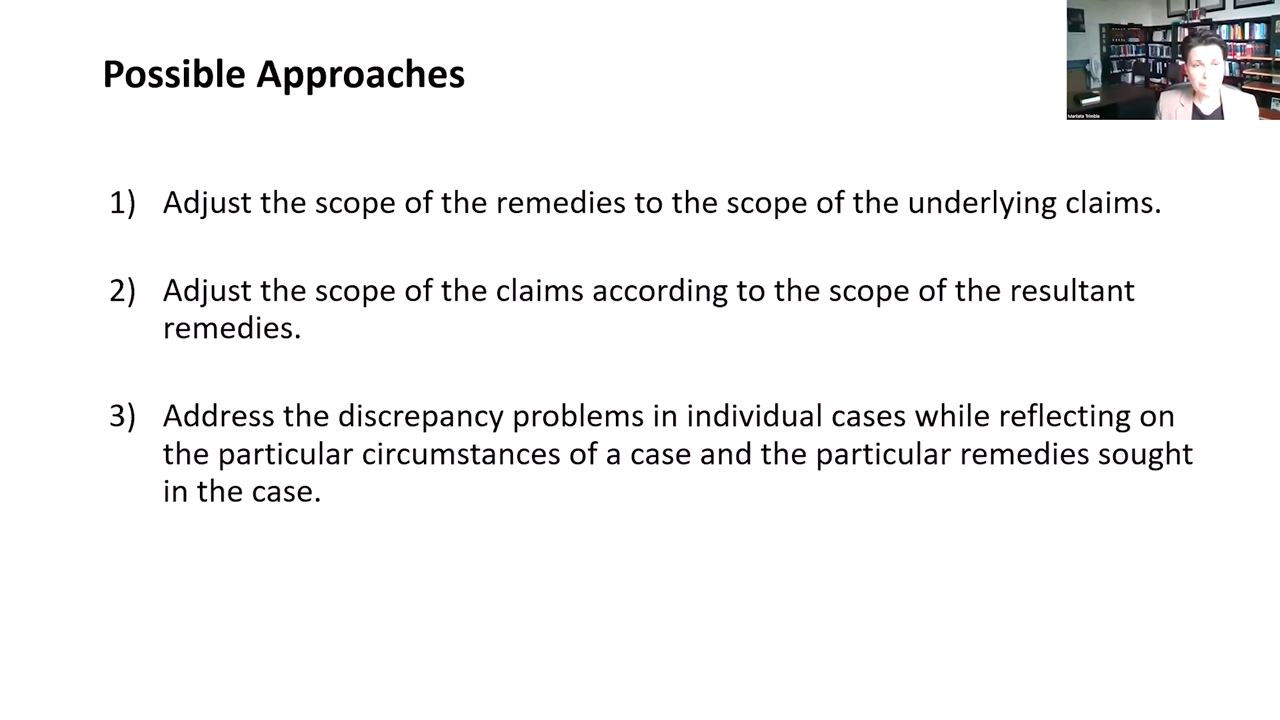 Possible Approaches
Marketa Trimble
1) Adjust the scope of the remedies to the scope of the underlying claims.
2) Adjust the scope of the claims according to the scope of the resultant
remedies.
3) Address the discrepancy problems in individual cases while reflecting on
the particular circumstances of a case and the particular remedies sought
in the case.